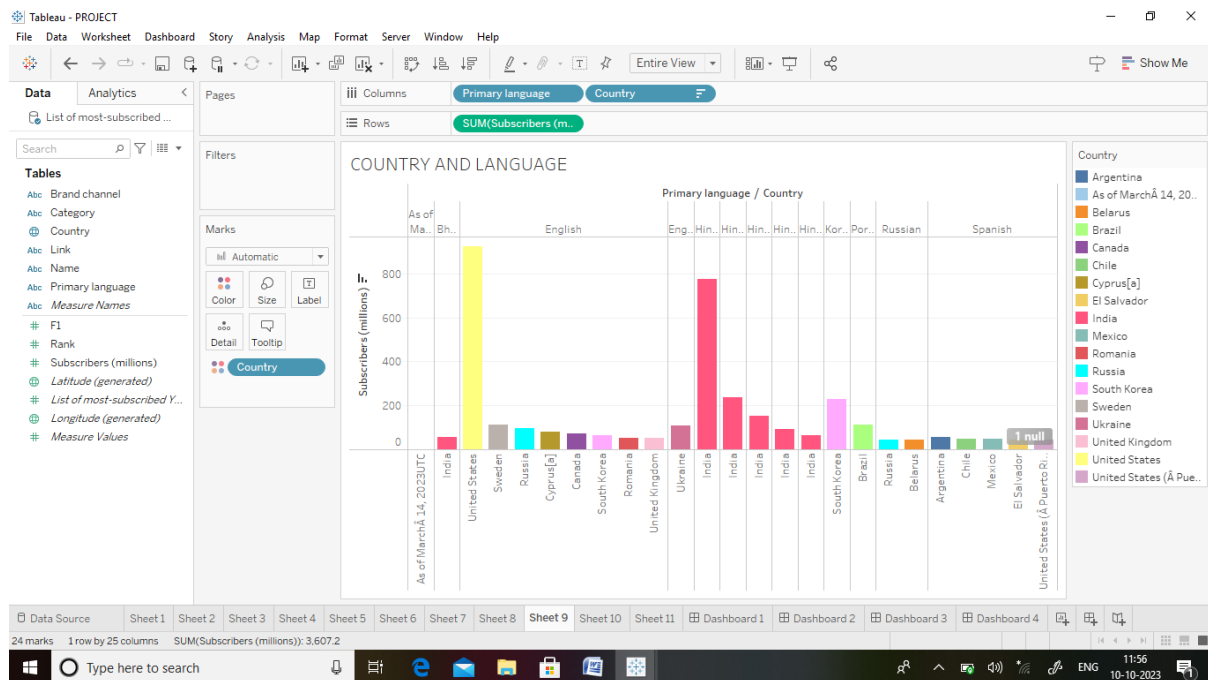 Tableau - PROJECT
File Data Worksheet Dashboard Story Analysis Map Format Server Window Help
Entire View
Show Me
Data Analytics
List of most-subscribed ...
Search
Tables
Abc Brand channel
Abc Category
Country
Abc Link
Abc Name
Abc Primary language
Abc Measure Names
# F1
# Rank
# Subscribers (millions)
Latitude (generated)
# List of most-subscribed Y...
Longitude (generated)
# Measure Values
Pages
Filters
Marks
Automatic
Color Size Label
Detail Tooltip
Country
Columns Primary language Country
Rows SUM(Subscribers (m..
COUNTRY AND LANGUAGE
Primary language / Country
As of
Ma.. Bh.. English Eng.. Hin.. Hin.. Hin.. Hin.. Hin.. Kor.. Por.. Russian Spanish
Subscribers (millions)
800
600
400
200
0
1 null
As of MarchÂ 14, 2023UTC
India
United States
Sweden
Russia
Cyprus[a]
Canada
South Korea
Romania
United Kingdom
Ukraine
India
India
India
India
India
South Korea
Brazil
Russia
Belarus
Argentina
Chile
Mexico
El Salvador
United States (Â Puerto Ri..
Country
Argentina
As of MarchÂ 14, 20..
Belarus
Brazil
Canada
Chile
Cyprus[a]
El Salvador
India
Mexico
Romania
Russia
South Korea
Sweden
Ukraine
United Kingdom
United States
United States (Â Pue..
Data Source Sheet 1 Sheet 2 Sheet 3 Sheet 4 Sheet 5 Sheet 6 Sheet 7 Sheet 8 Sheet 9 Sheet 10 Sheet 11 Dashboard 1 Dashboard 2 Dashboard 3 Dashboard 4
24 marks 1 row by 25 columns SUM(Subscribers (millions)): 3,607.2
Type here to search
ENG
11:56
10-10-2023
1